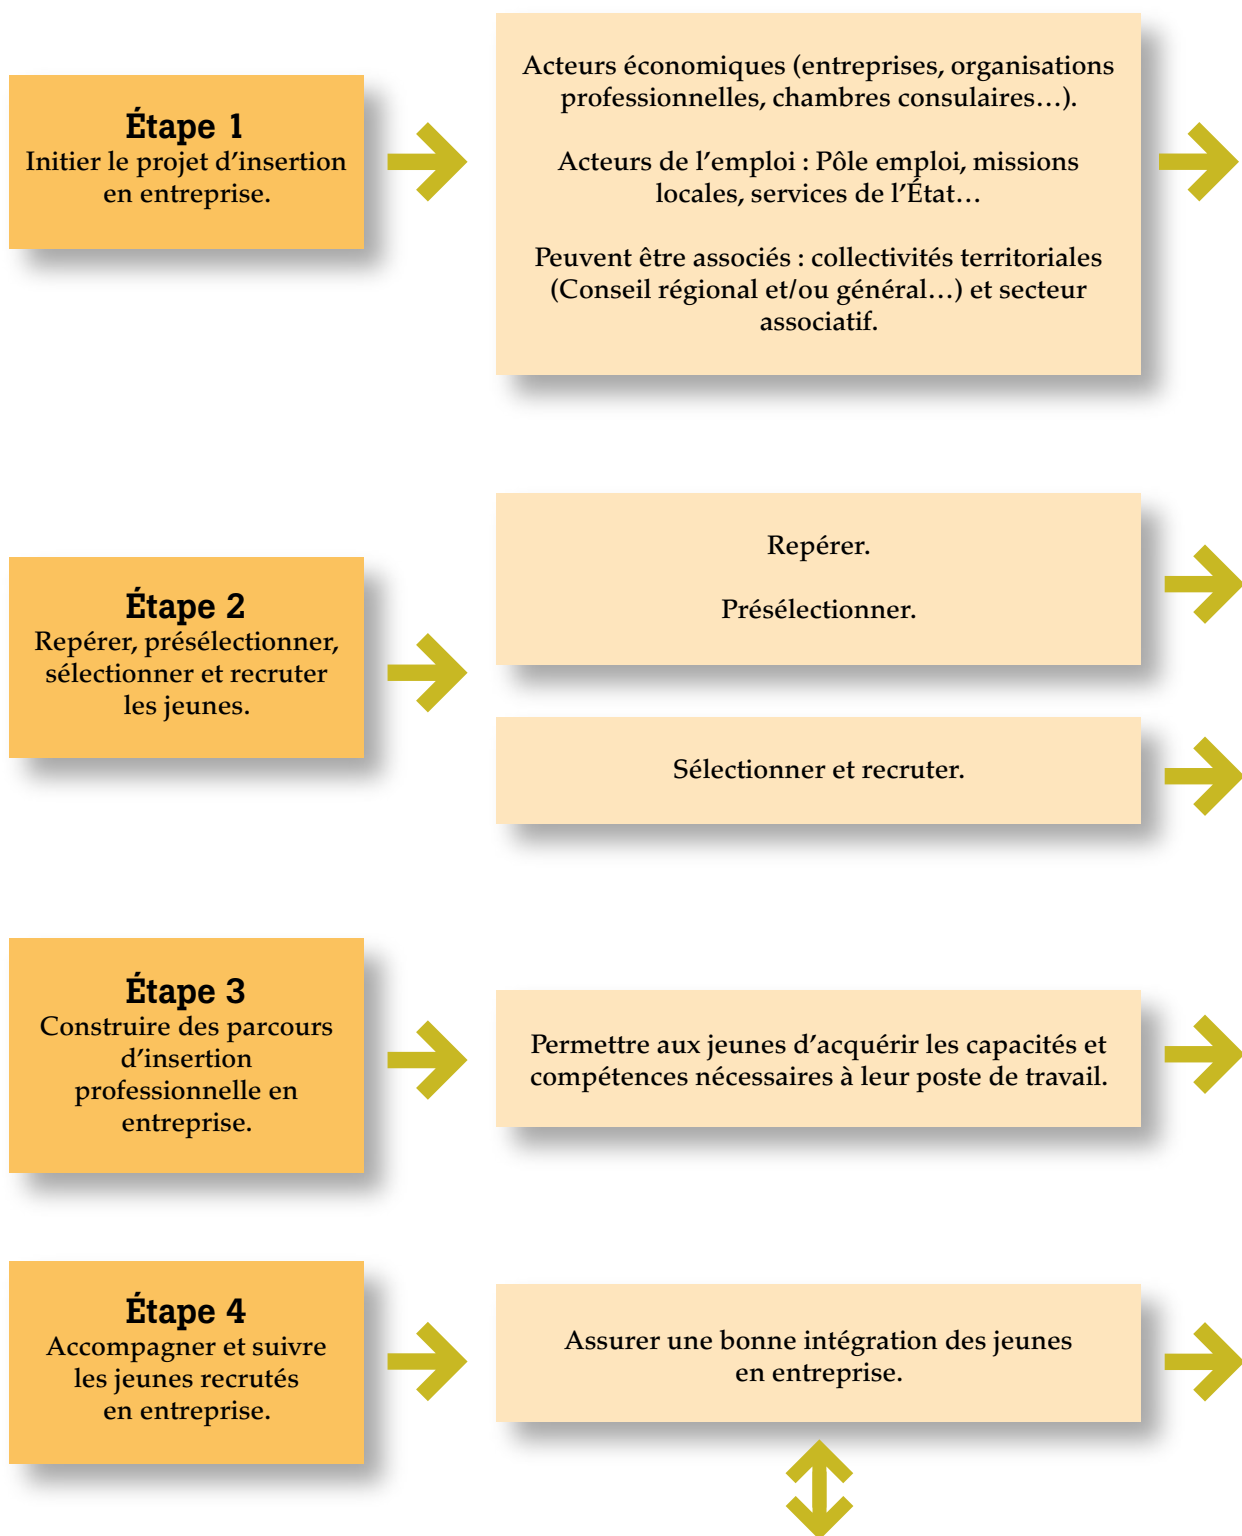 Étape 1
Initier le projet d'insertion
en entreprise.
Acteurs économiques (entreprises, organisations
professionnelles, chambres consulaires…).
Acteurs de l'emploi : Pôle emploi, missions
locales, services de l'État…
Peuvent être associés : collectivités territoriales
(Conseil régional et/ou général…) et secteur
associatif.
Étape 2
Repérer, présélectionner,
sélectionner et recruter
les jeunes.
Repérer.
Présélectionner.
Sélectionner et recruter.
Étape 3
Construire des parcours
d'insertion
professionnelle en
entreprise.
Permettre aux jeunes d'acquérir les capacités et
compétences nécessaires à leur poste de travail.
Étape 4
Accompagner et suivre
les jeunes recrutés
en entreprise.
Assurer une bonne intégration des jeunes
en entreprise.